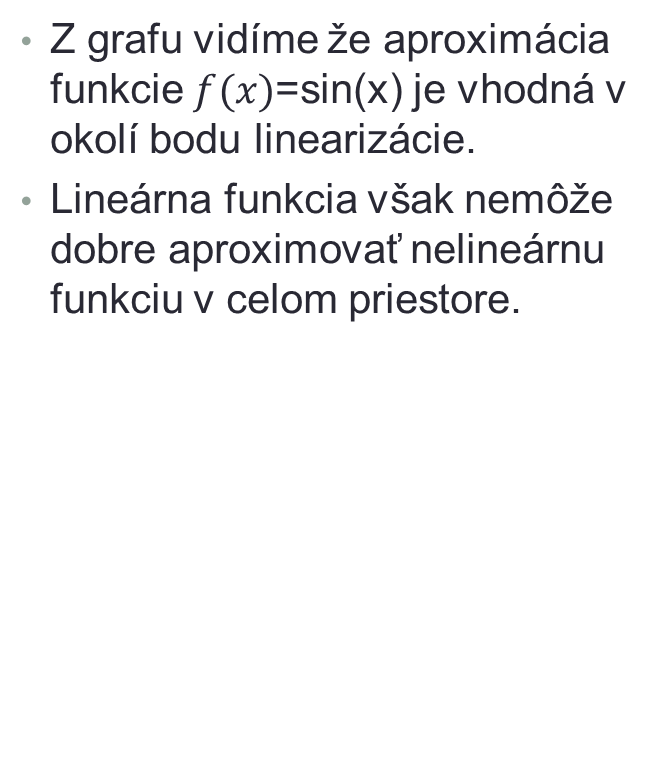 • Z grafu vidíme že aproximácia
funkcie 𝑓(𝑥)=sin(x) je vhodná v
okolí bodu linearizácie.
• Lineárna funkcia však nemôže
dobre aproximovať nelineárnu
funkciu v celom priestore.